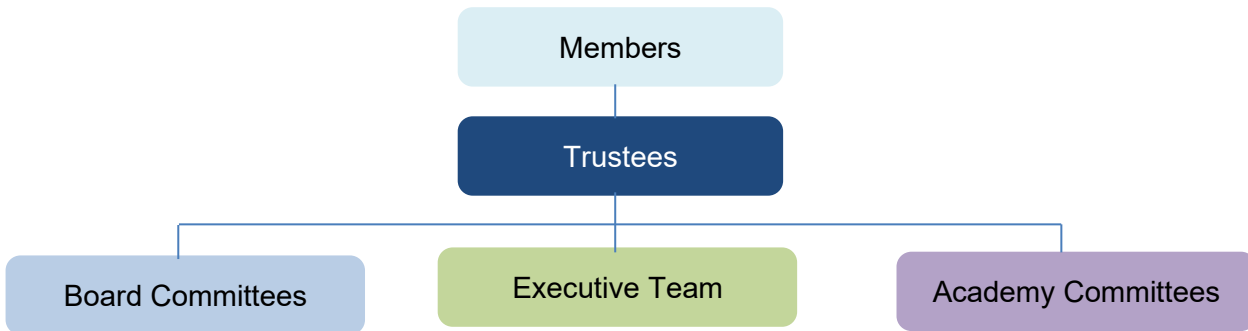 Members
Trustees
Board Committees
Executive Team
Academy Committees